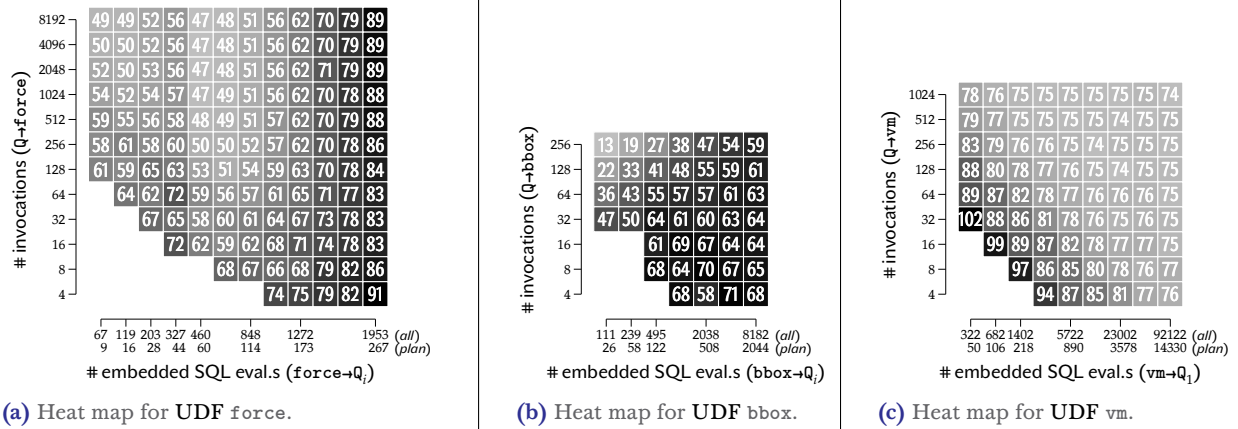 # invocations (Q→force)
8192 49 49 52 56 47 48 51 56 62 70 79 89
4096 50 50 52 56 47 48 51 56 62 70 79 89
2048 52 50 53 56 47 48 51 56 62 71 79 89
1024 54 52 54 57 47 49 51 56 62 70 78 88
512 59 55 56 58 48 49 51 57 62 70 79 88
256 58 61 58 60 50 50 52 57 62 70 78 86
128 61 59 65 63 53 51 54 59 63 70 78 84
64 64 62 72 59 56 57 61 65 71 77 83
32 67 65 58 60 61 64 67 73 78 83
16 72 62 59 62 68 71 74 78 83
8 68 67 66 68 79 82 86
4 74 75 79 82 91
67 119 203 327 460 848 1272 1953 (all)
9 16 28 44 60 114 173 267 (plan)
# embedded SQL eval.s (force→Qi)
(a) Heat map for UDF force.
# invocations (Q→bbox)
256 13 19 27 38 47 54 59
128 22 33 41 48 55 59 61
64 36 43 55 57 57 61 63
32 47 50 64 61 60 63 64
16 61 69 67 64 64
8 68 64 70 67 65
4 68 58 71 68
111 239 495 2038 8182 (all)
26 58 122 508 2044 (plan)
# embedded SQL eval.s (bbox→Qi)
(b) Heat map for UDF bbox.
# invocations (Q→vm)
1024 78 76 75 75 75 75 75 75 74
512 79 77 75 75 75 75 74 75 75
256 83 79 76 76 75 74 75 75 75
128 88 80 78 77 76 75 74 75 75
64 89 87 82 78 77 76 75 75 75
32 102 88 86 81 78 76 76 75 76
16 99 89 87 82 78 77 77 75
8 97 86 85 80 78 76 77
4 94 87 85 81 77 76
322 682 1402 5722 23002 92122 (all)
50 106 218 890 3578 14330 (plan)
# embedded SQL eval.s (vm→Q1)
(c) Heat map for UDF vm.